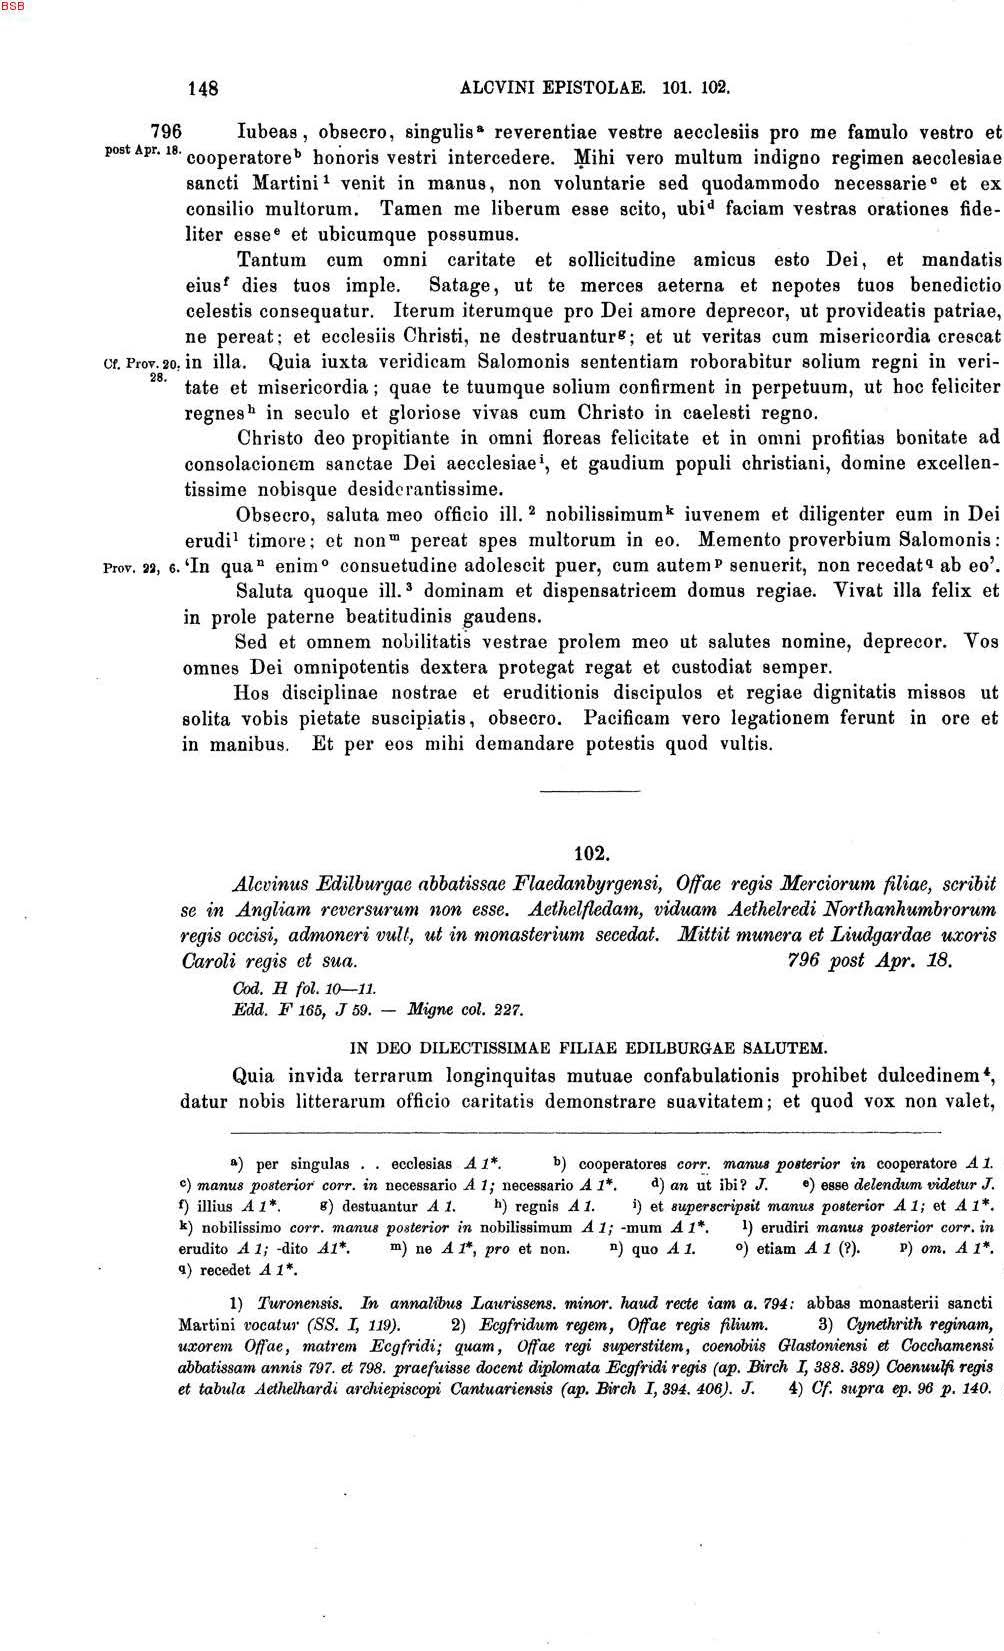 BSB
148 ALCVINI EPISTOLAE. 101. 102.
796 Iubeas, obsecro, singulis a reverentiae vestre aecclesiis pro me famulo vestro et
post Apr. 18. cooperatore b honoris vestri intercedere. Mihi vero multum indigno regimen aecclesiae
sancti Martini 1 venit in manus, non voluntarie sed quodammodo necessarie c et ex
consilio multorum. Tamen me liberum esse scito, ubi d faciam vestras orationes fide-
liter esse e et ubicumque possumus.
Tantum cum omni caritate et sollicitudine amicus esto Dei, et mandatis
eius f dies tuos imple. Satage, ut te merces aeterna et nepotes tuos benedictio
celestis consequatur. Iterum iterumque pro Dei amore deprecor, ut provideatis patriae,
ne pereat; et ecclesiis Christi, ne destruantur g; et ut veritas cum misericordia crescat
Cf. Prov. 20, in illa. Quia iuxta veridicam Salomonis sententiam roborabitur solium regni in veri-
28. tate et misericordia; quae te tuumque solium confirment in perpetuum, ut hoc feliciter
regnes h in seculo et gloriose vivas cum Christo in caelesti regno.
Christo deo propitiante in omni floreas felicitate et in omni profitias bonitate ad
consolacionem sanctae Dei aecclesiae i, et gaudium populi christiani, domine excellen-
tissime nobisque desiderantissime.
Obsecro, saluta meo officio ill. 2 nobilissimum k iuvenem et diligenter eum in Dei
erudi l timore; et non m pereat spes multorum in eo. Memento proverbium Salomonis:
Prov. 22, 6. ‘In qua n enim o consuetudine adolescit puer, cum autem p senuerit, non recedat q ab eo’.
Saluta quoque ill. 3 dominam et dispensatricem domus regiae. Vivat illa felix et
in prole paterne beatitudinis gaudens.
Sed et omnem nobilitatis vestrae prolem meo ut salutes nomine, deprecor. Vos
omnes Dei omnipotentis dextera protegat regat et custodiat semper.
Hos disciplinae nostrae et eruditionis discipulos et regiae dignitatis missos ut
solita vobis pietate suscipiatis, obsecro. Pacificam vero legationem ferunt in ore et
in manibus. Et per eos mihi demandare potestis quod vultis.
102.
Alcvinus Edilburgae abbatissae Flaedanbyrgensi, Offae regis Merciorum filiae, scribit
se in Angliam reversurum non esse. Aethelfledam, viduam Aethelredi Northanhumbrorum
regis occisi, admoneri vult, ut in monasterium secedat. Mittit munera et Liudgardae uxoris
Caroli regis et sua. 796 post Apr. 18.
Cod. H fol. 10—11.
Edd. F 165, J 59. — Migne col. 227.
IN DEO DILECTISSIMAE FILIAE EDILBURGAE SALUTEM.
Quia invida terrarum longinquitas mutuae confabulationis prohibet dulcedinem 4,
datur nobis litterarum officio caritatis demonstrare suavitatem; et quod vox non valet,
a) per singulas . . ecclesias A 1*. b) cooperatores corr. manus posterior in cooperatore A 1.
c) manus posterior corr. in necessario A 1; necessario A 1*. d) an ut ibi? J. e) esse delendum videtur J.
f) illius A 1*. g) destuantur A 1. h) regnis A 1. i) et superscripsit manus posterior A 1; et A 1*.
k) nobilissimo corr. manus posterior in nobilissimum A 1; -mum A 1*. l) erudiri manus posterior corr. in
erudito A 1; -dito A1*. m) ne A 1*, pro et non. n) quo A 1. o) etiam A 1 (?). p) om. A 1*.
q) recedet A 1*.
1) Turonensis. In annalibus Laurissens. minor. haud recte iam a. 794: abbas monasterii sancti
Martini vocatur (SS. I, 119). 2) Ecgfridum regem, Offae regis filium. 3) Cynethrith reginam,
uxorem Offae, matrem Ecgfridi; quam, Offae regi superstitem, coenobiis Glastoniensi et Cocchamensi
abbatissam annis 797. et 798. praefuisse docent diplomata Ecgfridi regis (ap. Birch I, 388. 389) Coenuulfi regis
et tabula Aethelhardi archiepiscopi Cantuariensis (ap. Birch I, 394. 406). J. 4) Cf. supra ep. 96 p. 140.